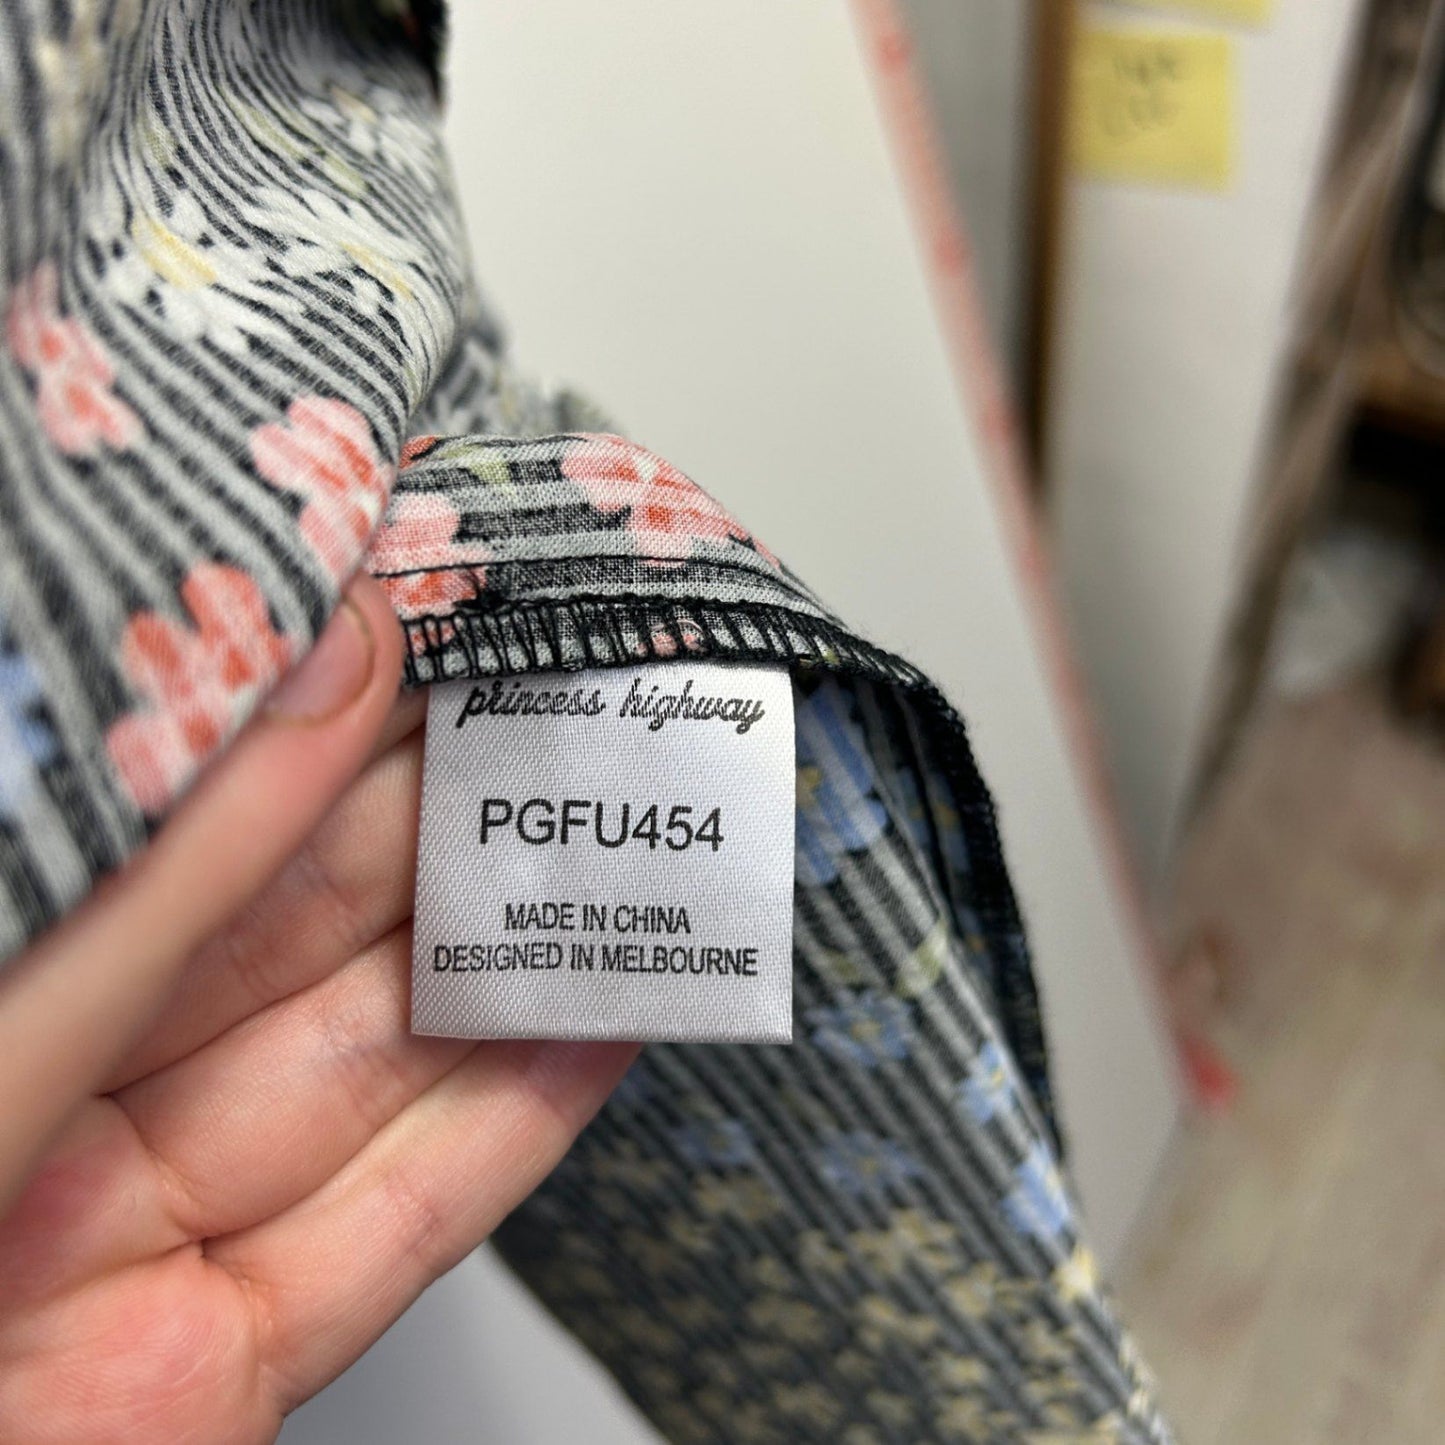 princess highway
PGFU454
MADE IN CHINA
DESIGNED IN MELBOURNE